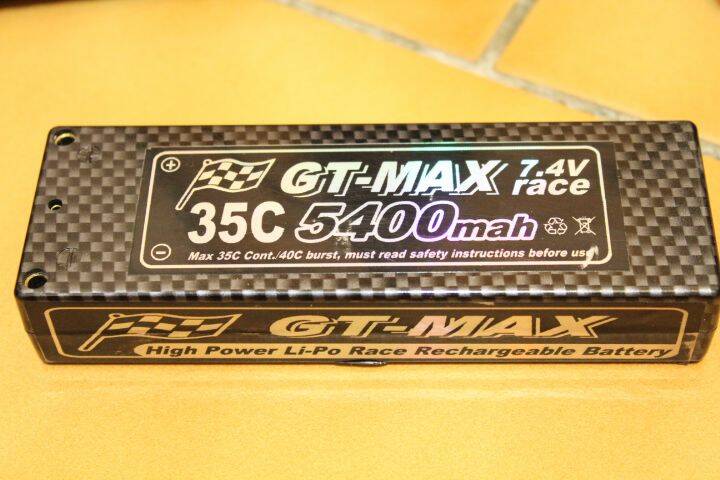 GT-MAX 7.4V
race
35C 5400mah
Max 35C Cont./40C burst, must read safety instructions before use
GT-MAX
High Power Li-Po Race Rechargeable Battery